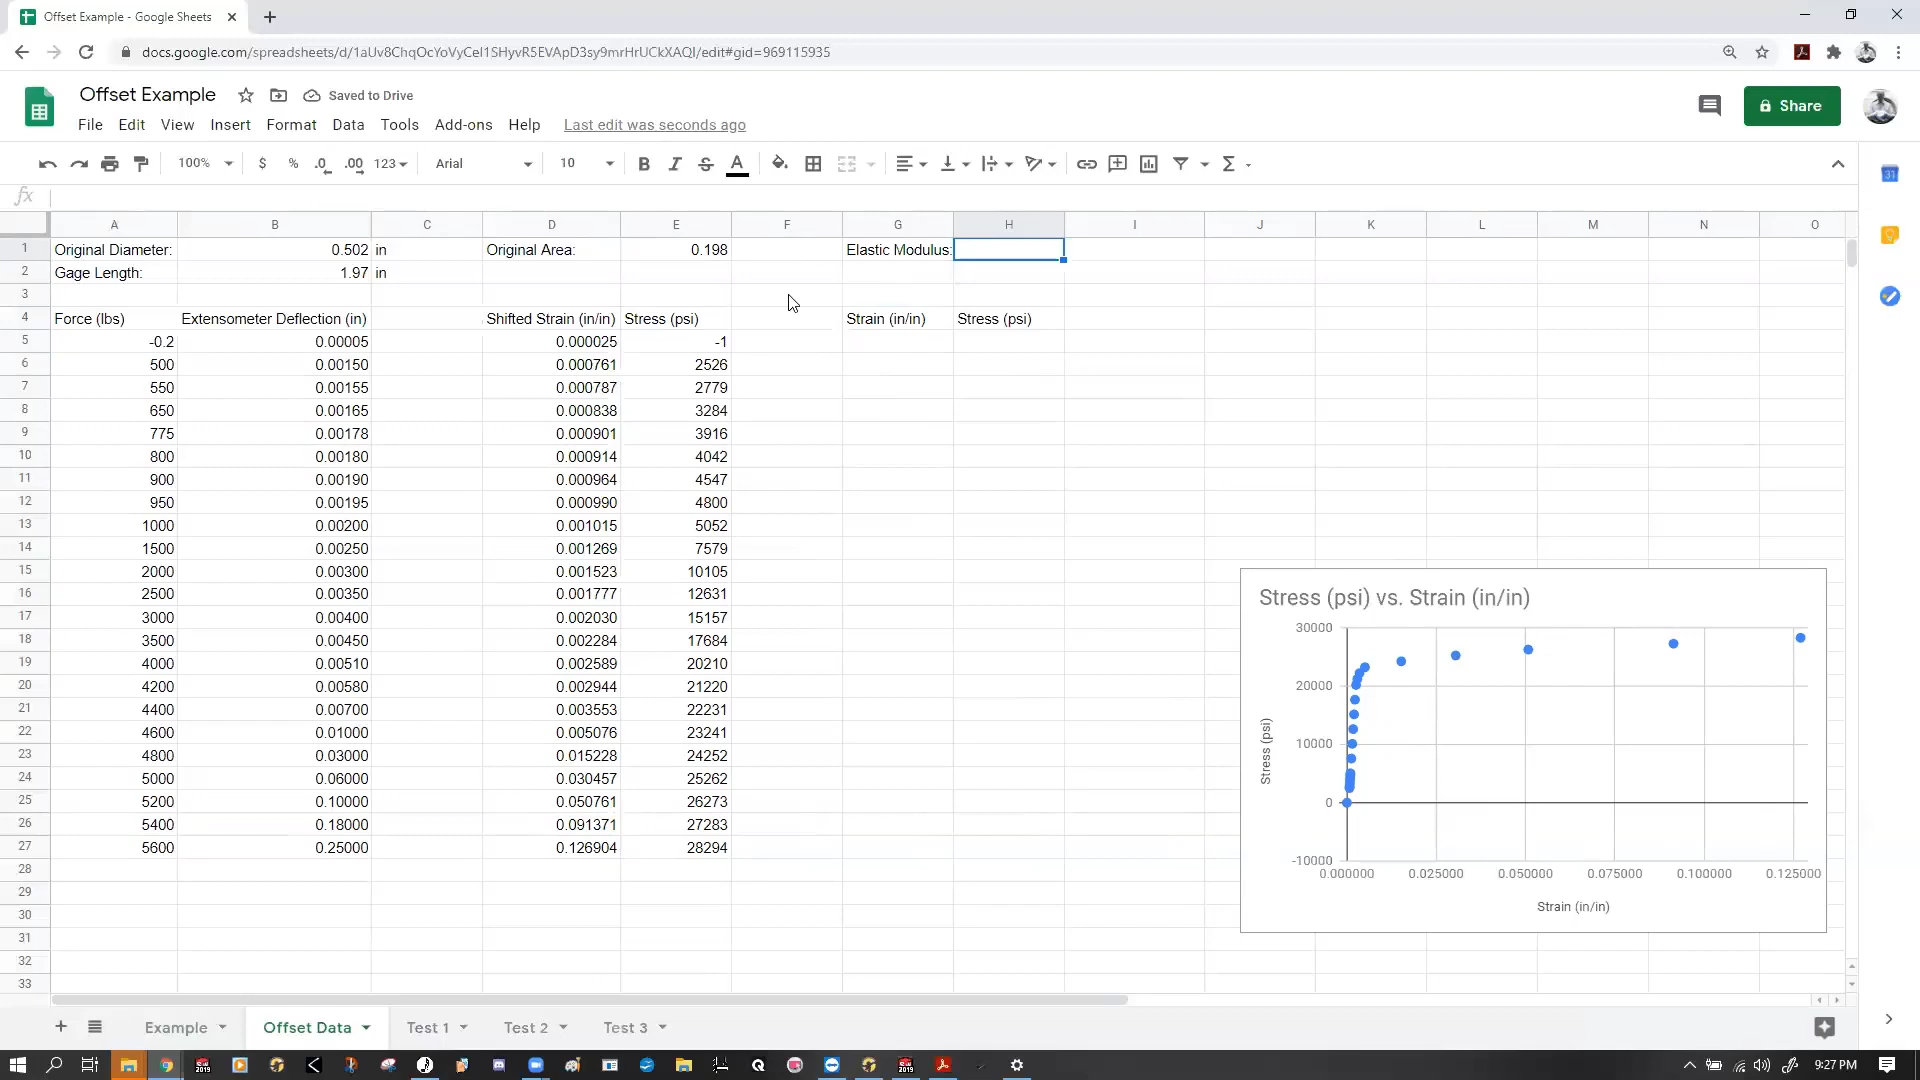 Offset Example - Google Sheets
docs.google.com/spreadsheets/d/1aUv8ChqOcYoVyCel1SHyvR5EVApD3sy9mrHrUCkXAQI/edit#gid=969115935
Offset Example Saved to Drive
File Edit View Insert Format Data Tools Add-ons Help Last edit was seconds ago
Share
100% $ % .0 .00 123 Arial 10 B I S A Σ
31
fx
A B C D E F G H I J K L M N O
1 Original Diameter: 0.502 in Original Area: 0.198 Elastic Modulus:
2 Gage Length: 1.97 in
3
4 Force (lbs) Extensometer Deflection (in) Shifted Strain (in/in) Stress (psi) Strain (in/in) Stress (psi)
5 -0.2 0.00005 0.000025 -1
6 500 0.00150 0.000761 2526
7 550 0.00155 0.000787 2779
8 650 0.00165 0.000838 3284
9 775 0.00178 0.000901 3916
10 800 0.00180 0.000914 4042
11 900 0.00190 0.000964 4547
12 950 0.00195 0.000990 4800
13 1000 0.00200 0.001015 5052
14 1500 0.00250 0.001269 7579
15 2000 0.00300 0.001523 10105
16 2500 0.00350 0.001777 12631
17 3000 0.00400 0.002030 15157
18 3500 0.00450 0.002284 17684
19 4000 0.00510 0.002589 20210
20 4200 0.00580 0.002944 21220
21 4400 0.00700 0.003553 22231
22 4600 0.01000 0.005076 23241
23 4800 0.03000 0.015228 24252
24 5000 0.06000 0.030457 25262
25 5200 0.10000 0.050761 26273
26 5400 0.18000 0.091371 27283
27 5600 0.25000 0.126904 28294
28
29
30
31
32
33
Stress (psi) vs. Strain (in/in)
30000
20000
10000
0
-10000
Stress (psi)
0.000000 0.025000 0.050000 0.075000 0.100000 0.125000
Strain (in/in)
Example Offset Data Test 1 Test 2 Test 3
2019
Q
2019
9:27 PM